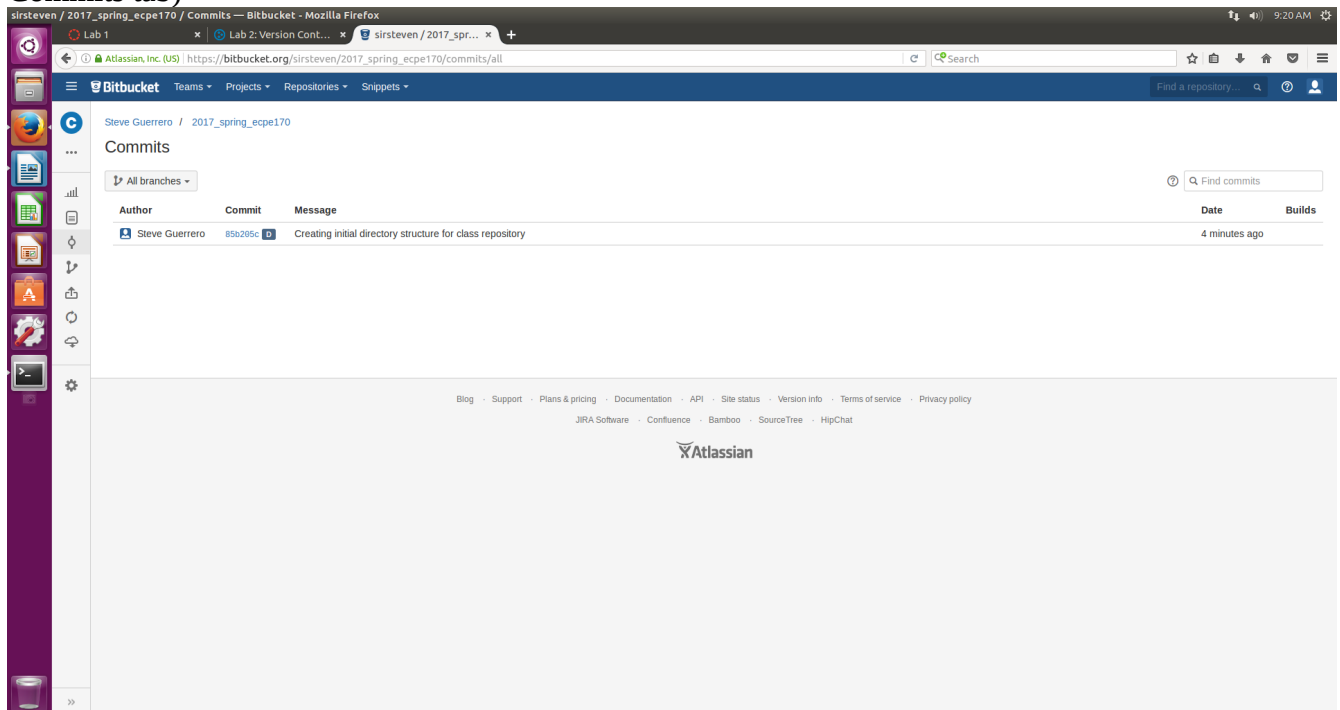 Commits tab)
sirsteven / 2017_spring_ecpe170 / Commits — Bitbucket - Mozilla Firefox
9:20 AM
Lab 1
Lab 2: Version Cont...
sirsteven / 2017_spr...
Atlassian, Inc. (US) https://bitbucket.org/sirsteven/2017_spring_ecpe170/commits/all
Search
Bitbucket Teams Projects Repositories Snippets
Find a repository...
Steve Guerrero / 2017_spring_ecpe170
Commits
All branches
Find commits
Author Commit Message Date Builds
Steve Guerrero 85b205c D Creating initial directory structure for class repository 4 minutes ago
Blog · Support · Plans & pricing · Documentation · API · Site status · Version info · Terms of service · Privacy policy
JIRA Software · Confluence · Bamboo · SourceTree · HipChat
Atlassian